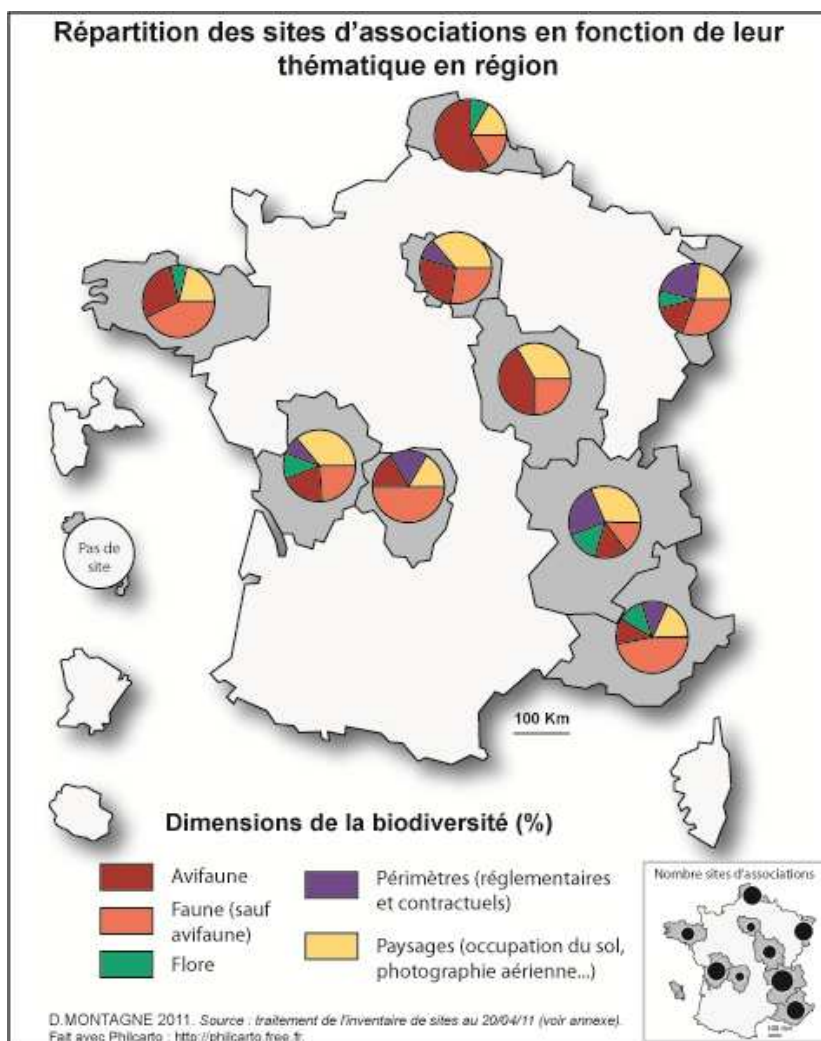 Répartition des sites d'associations en fonction de leur
thématique en région
Pas de
site
100 Km
Dimensions de la biodiversité (%)
Avifaune
Faune (sauf
avifaune)
Flore
Périmètres (réglementaires
et contractuels)
Paysages (occupation du sol,
photographie aérienne...)
Nombre sites d'associations
100 Km
D.MONTAGNE 2011. Source : traitement de l'inventaire de sites au 20/04/11 (voir annexe).
Fait avec Philcarto : http://philcarto.free.fr.